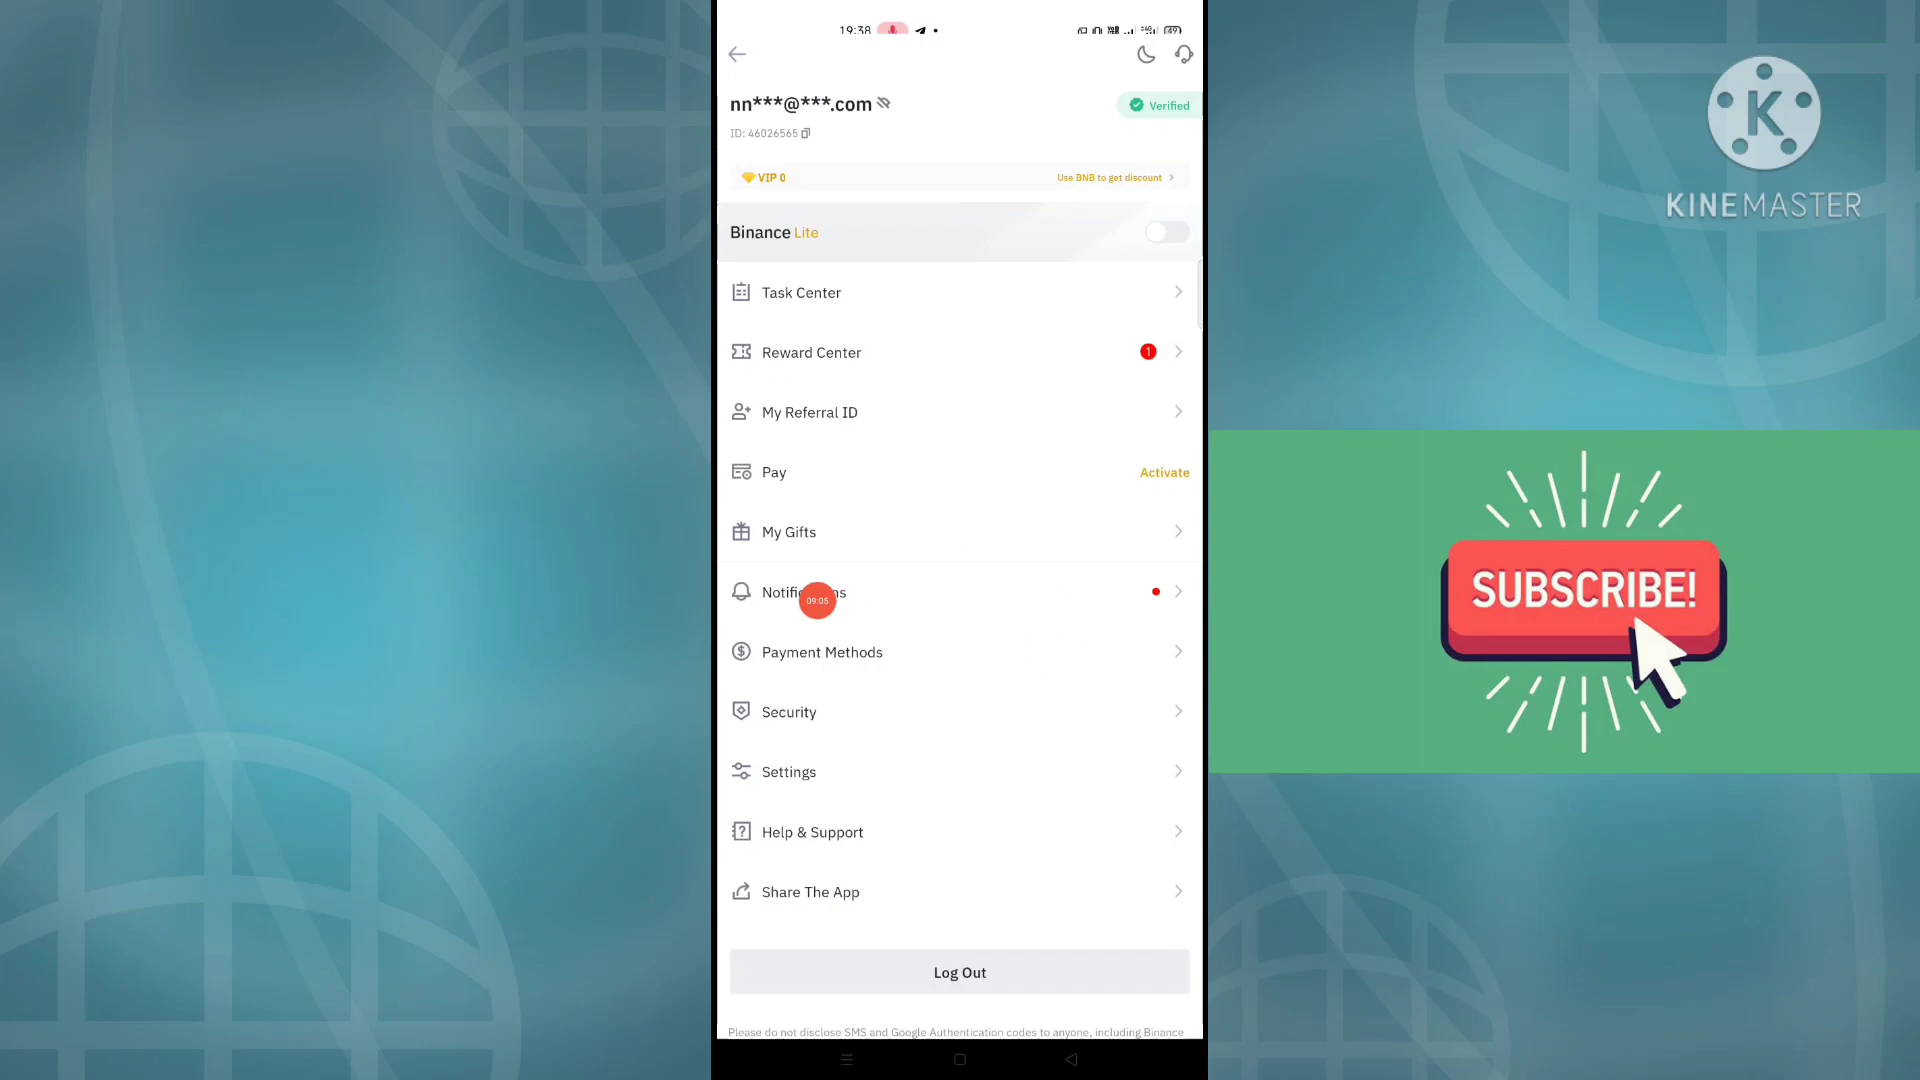 19:38
nn***@***.com
Verified
ID: 46026565
VIP 0
Use BNB to get discount
Binance Lite
Task Center
Reward Center
1
My Referral ID
Pay
Activate
My Gifts
Notifications
09:05
Payment Methods
Security
Settings
Help & Support
Share The App
Log Out
Please do not disclose SMS and Google Authentication codes to anyone, including Binance
K
KINEMASTER
SUBSCRIBE!